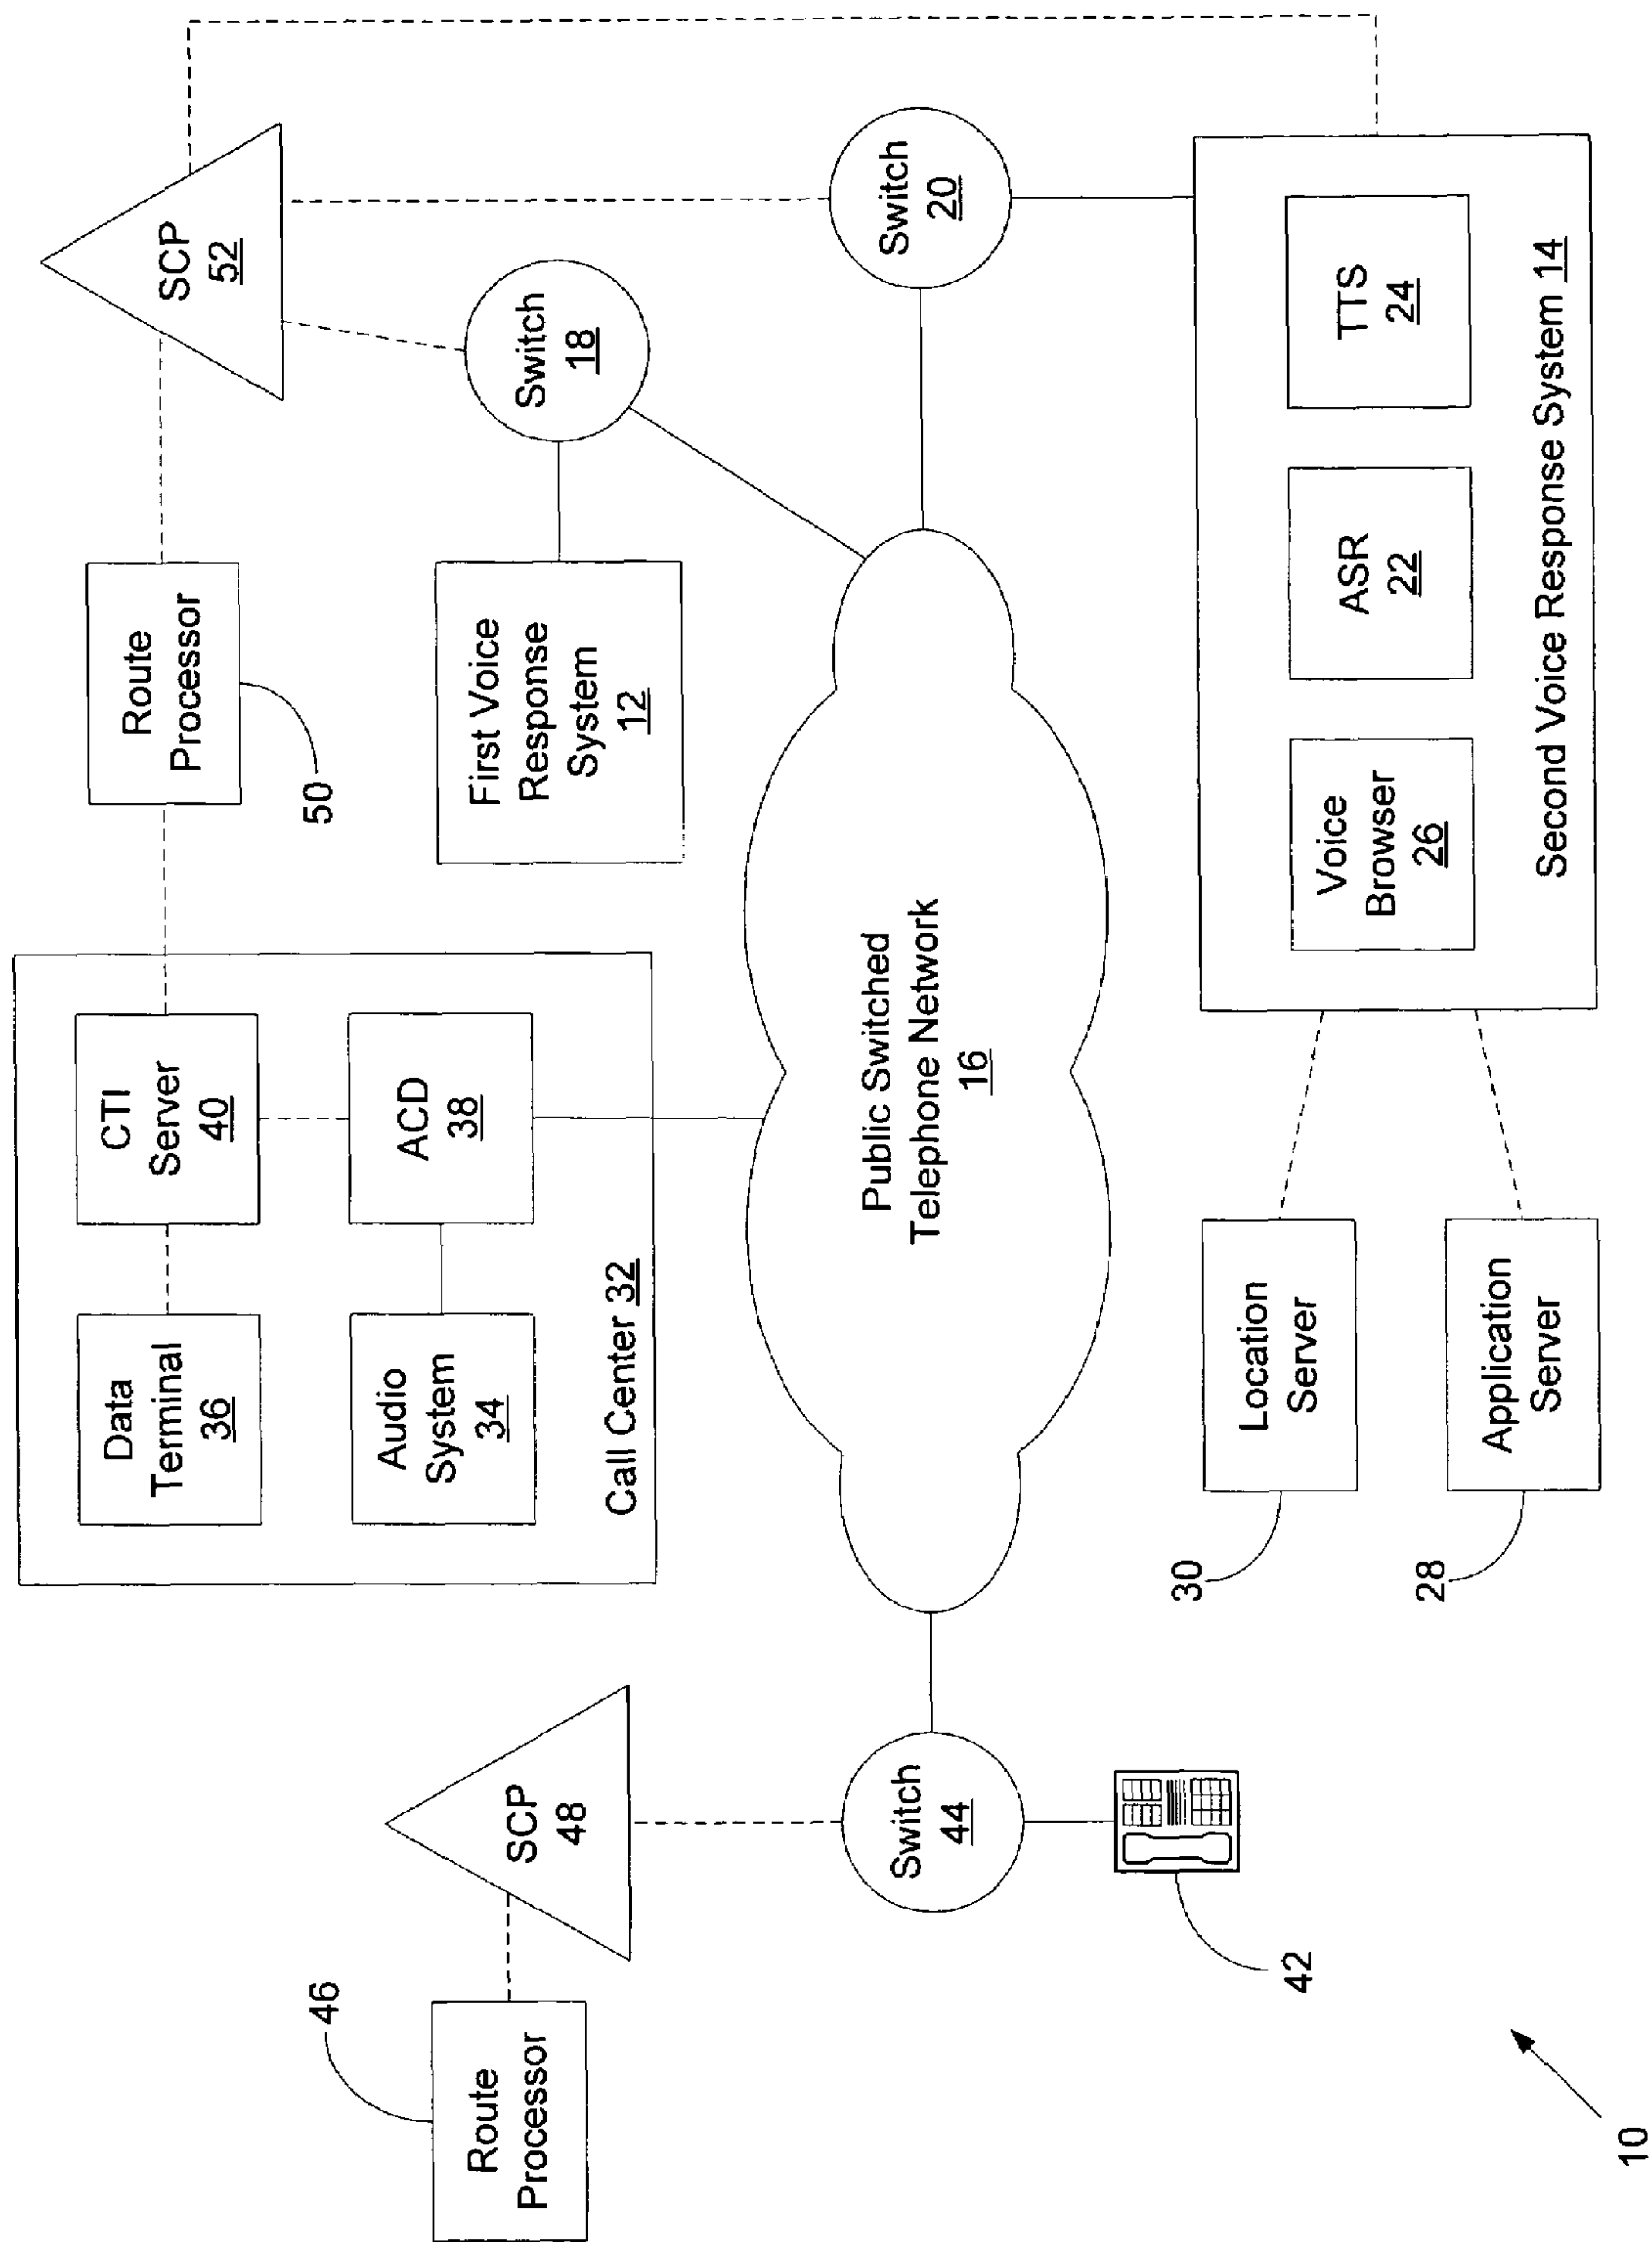 46
Route
Processor
SCP
48
Switch
44
42
10
Data
Terminal
36
CTI
Server
40
Audio
System
34
ACD
38
Call Center 32
Route
Processor
50
SCP
52
First Voice
Response
System
12
Switch
18
Public Switched
Telephone Network
16
Switch
20
Location
Server
30
Application
Server
28
Voice
Browser
26
ASR
22
TTS
24
Second Voice Response System 14